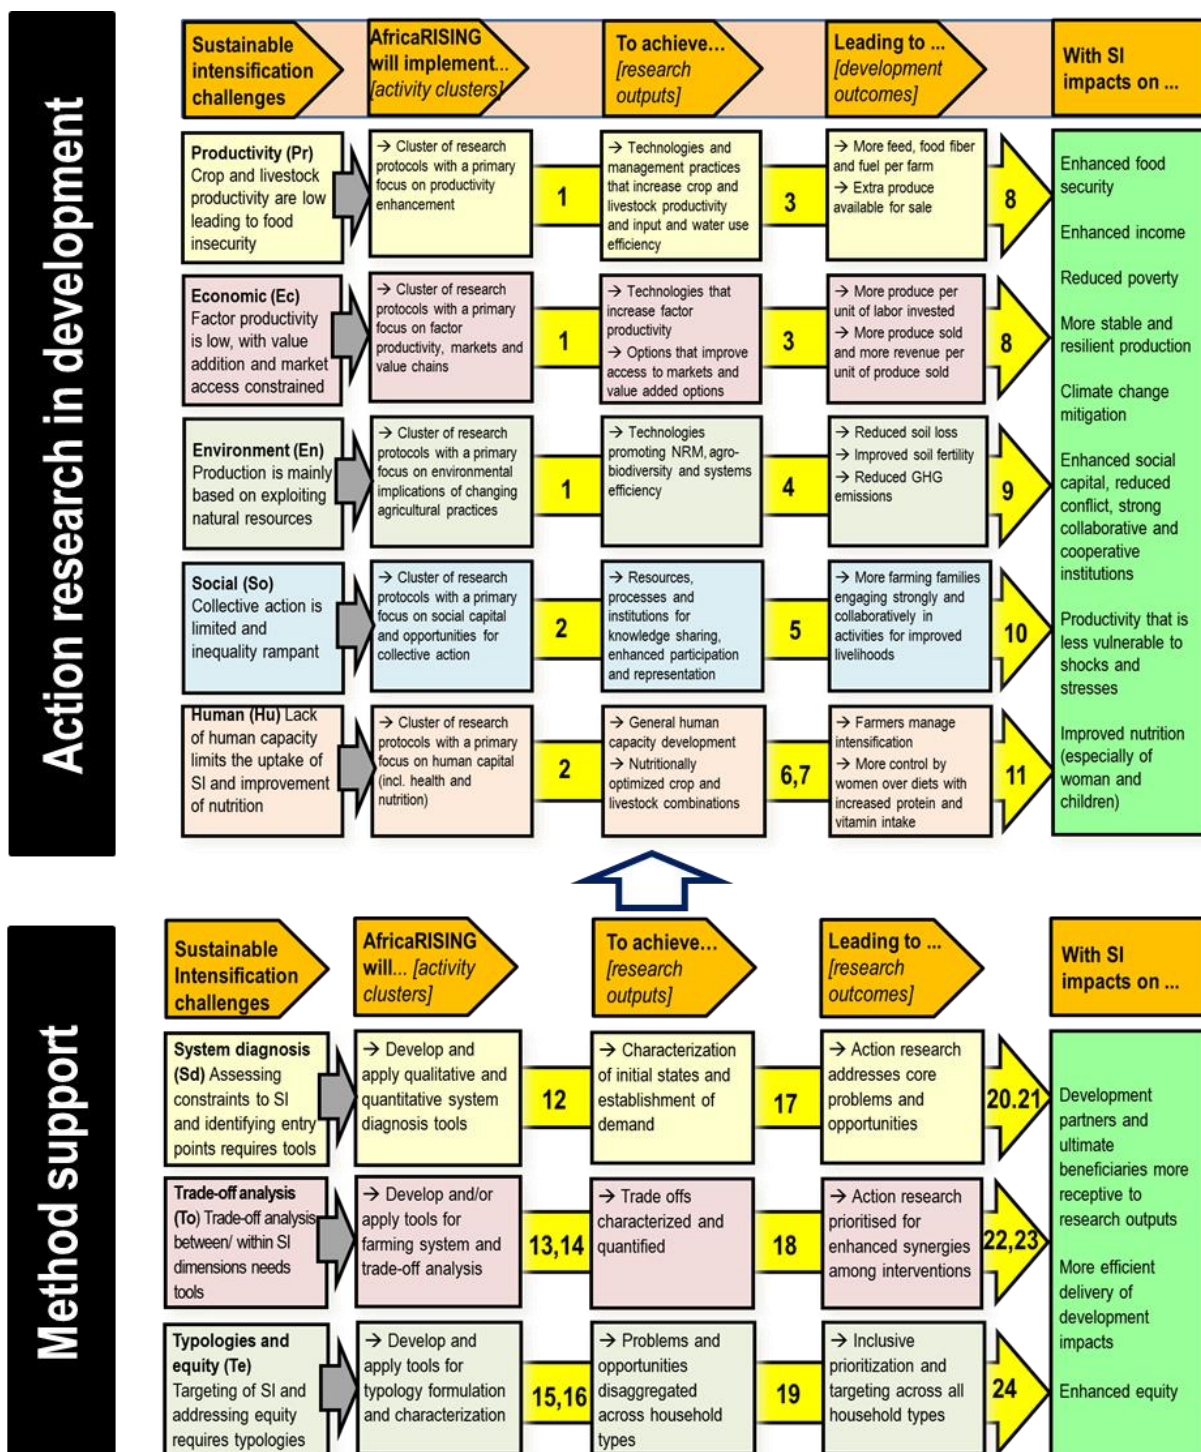 Action research in development
Sustainable
intensification
challenges
AfricaRISING
will implement...
[activity clusters]
To achieve…
[research
outputs]
Leading to ...
[development
outcomes]
With SI
impacts on ...
Productivity (Pr)
Crop and livestock
productivity are low
leading to food
insecurity
→ Cluster of research
protocols with a primary
focus on productivity
enhancement
1
→ Technologies and
management practices
that increase crop and
livestock productivity
and input and water use
efficiency
3
→ More feed, food fiber
and fuel per farm
→ Extra produce
available for sale
8
Economic (Ec)
Factor productivity
is low, with value
addition and market
access constrained
→ Cluster of research
protocols with a primary
focus on factor
productivity, markets and
value chains
1
→ Technologies that
increase factor
productivity
→ Options that improve
access to markets and
value added options
3
→ More produce per
unit of labor invested
→ More produce sold
and more revenue per
unit of produce sold
8
Environment (En)
Production is mainly
based on exploiting
natural resources
→ Cluster of research
protocols with a primary
focus on environmental
implications of changing
agricultural practices
1
→ Technologies
promoting NRM, agro-
biodiversity and systems
efficiency
4
→ Reduced soil loss
→ Improved soil fertility
→ Reduced GHG
emissions
9
Social (So)
Collective action is
limited and
inequality rampant
→ Cluster of research
protocols with a primary
focus on social capital
and opportunities for
collective action
2
→ Resources,
processes and
institutions for
knowledge sharing,
enhanced participation
and representation
5
→ More farming families
engaging strongly and
collaboratively in
activities for improved
livelihoods
10
Human (Hu) Lack
of human capacity
limits the uptake of
SI and improvement
of nutrition
→ Cluster of research
protocols with a primary
focus on human capital
(incl. health and
nutrition)
2
→ General human
capacity development
→ Nutritionally
optimized crop and
livestock combinations
6,7
→ Farmers manage
intensification
→ More control by
women over diets with
increased protein and
vitamin intake
11
Enhanced food
security
Enhanced income
Reduced poverty
More stable and
resilient production
Climate change
mitigation
Enhanced social
capital, reduced
conflict, strong
collaborative and
cooperative
institutions
Productivity that is
less vulnerable to
shocks and
stresses
Improved nutrition
(especially of
woman and
children)
Method support
Sustainable
Intensification
challenges
AfricaRISING
will... [activity
clusters]
To achieve…
[research
outputs]
Leading to ...
[research
outcomes]
With SI
impacts on ...
System diagnosis
(Sd) Assessing
constraints to SI
and identifying entry
points requires tools
→ Develop and
apply qualitative and
quantitative system
diagnosis tools
12
→ Characterization
of initial states and
establishment of
demand
17
→ Action research
addresses core
problems and
opportunities
20.21
Trade-off analysis
(To) Trade-off analysis
between/ within SI
dimensions needs
tools
→ Develop and/or
apply tools for
farming system and
trade-off analysis
13,14
→ Trade offs
characterized and
quantified
18
→ Action research
prioritised for
enhanced synergies
among interventions
22,23
Typologies and
equity (Te)
Targeting of SI and
addressing equity
requires typologies
→ Develop and
apply tools for
typology formulation
and characterization
15,16
→ Problems and
opportunities
disaggregated
across household
types
19
→ Inclusive
prioritization and
targeting across all
household types
24
Development
partners and
ultimate
beneficiaries more
receptive to
research outputs
More efficient
delivery of
development
impacts
Enhanced equity